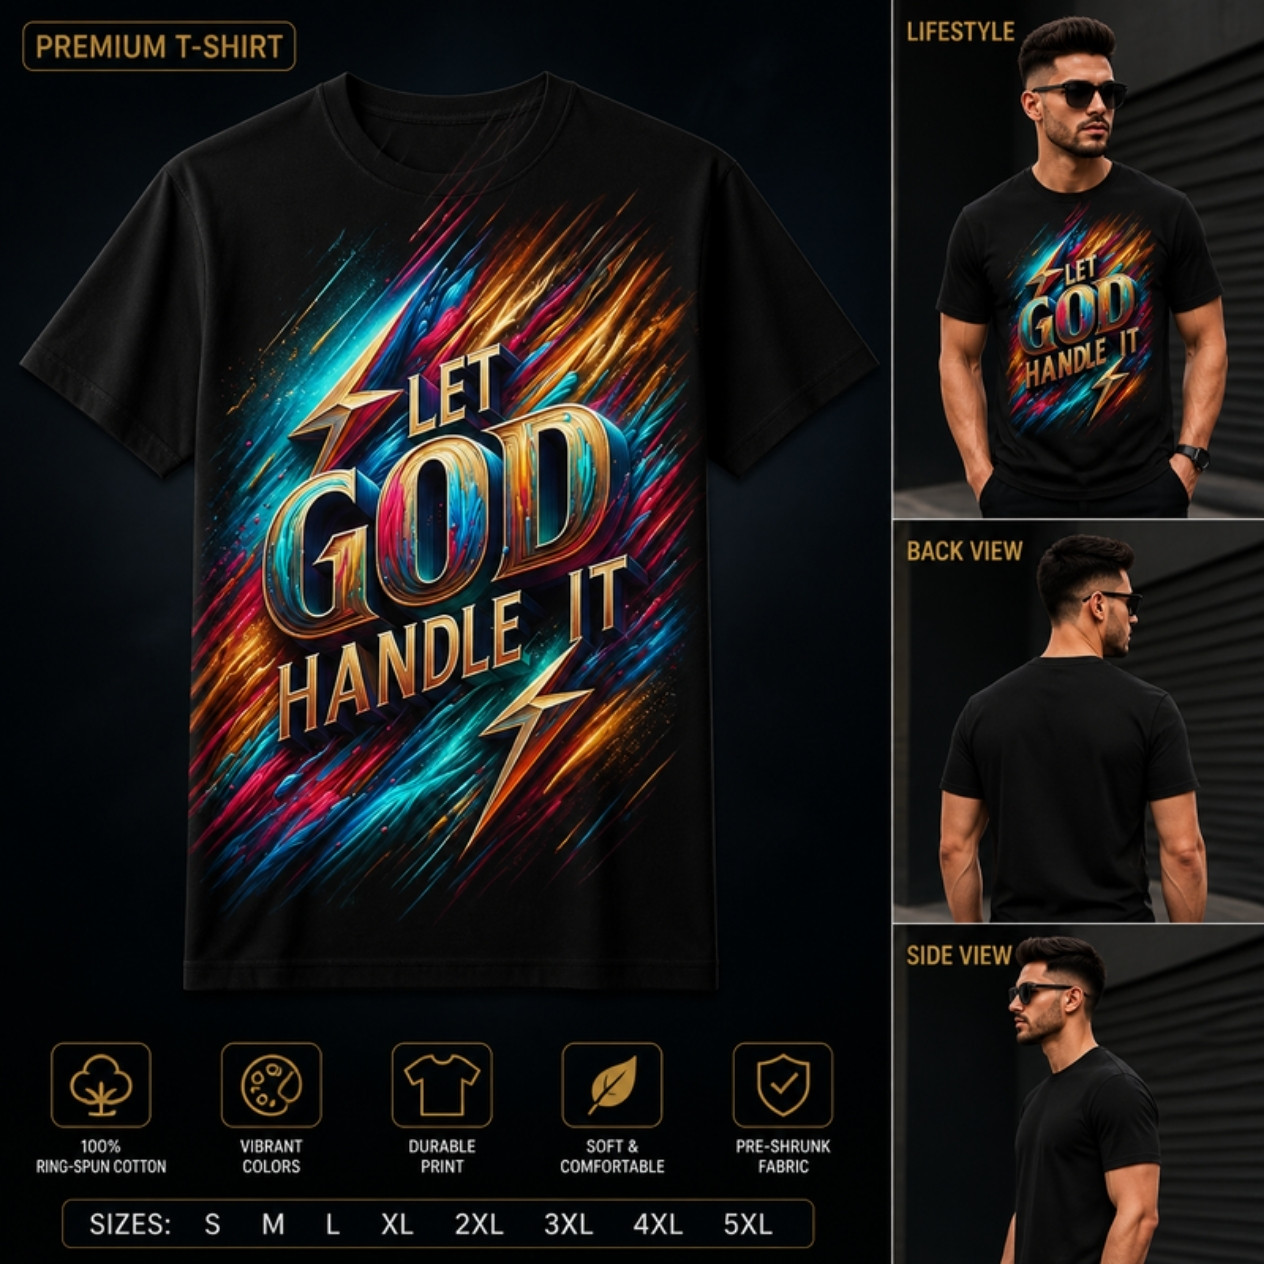 PREMIUM T-SHIRT
LET
GOD
HANDLE IT
100%
RING-SPUN COTTON
VIBRANT
COLORS
DURABLE
PRINT
SOFT &
COMFORTABLE
PRE-SHRUNK
FABRIC
SIZES: S M L XL 2XL 3XL 4XL 5XL
LIFESTYLE
LET
GOD
HANDLE IT
BACK VIEW
SIDE VIEW